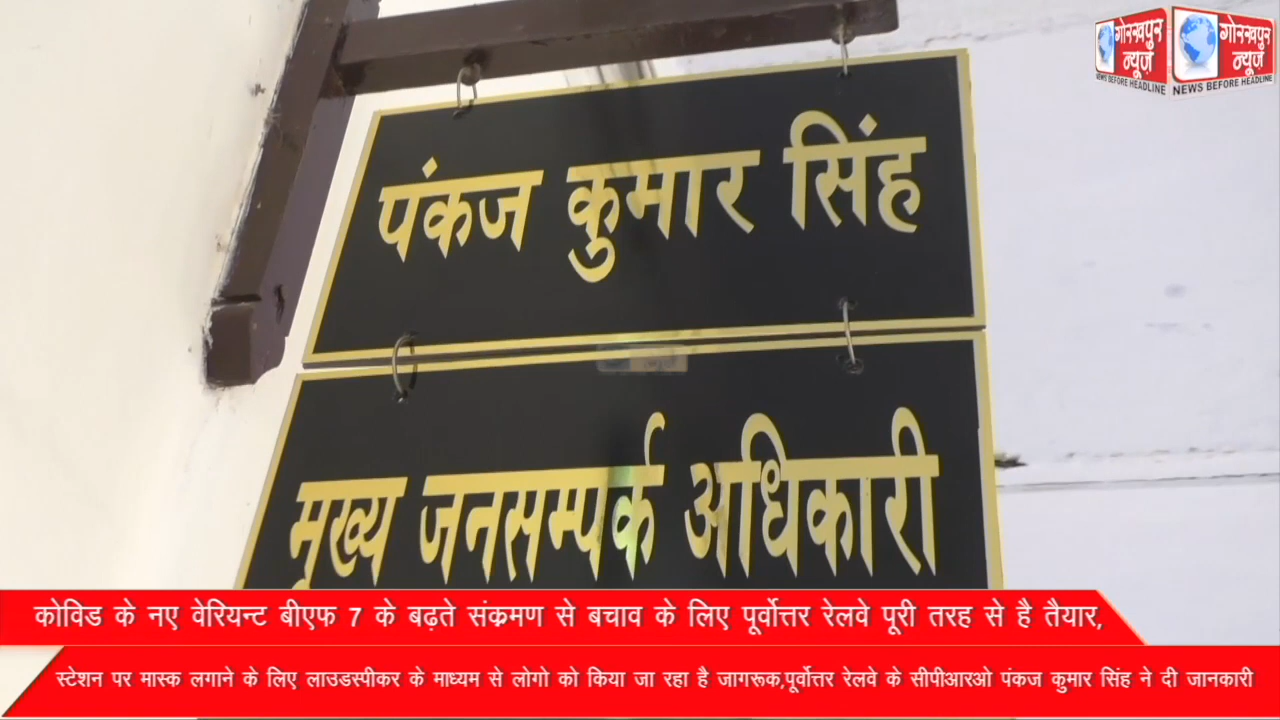 गोरखपुर
न्यूज
NEWS BEFORE HEADLINE
गोरखपुर
न्यूज
NEWS BEFORE HEADLINE
पंकज कुमार सिंह
मुख्य जनसम्पर्क अधिकारी
कोविड के नए वेरियन्ट बीएफ 7 के बढ़ते संक्रमण से बचाव के लिए पूर्वोत्तर रेलवे पूरी तरह से है तैयार,
स्टेशन पर मास्क लगाने के लिए लाउडस्पीकर के माध्यम से लोगो को किया जा रहा है जागरूक,पूर्वोत्तर रेलवे के सीपीआरओ पंकज कुमार सिंह ने दी जानकारी